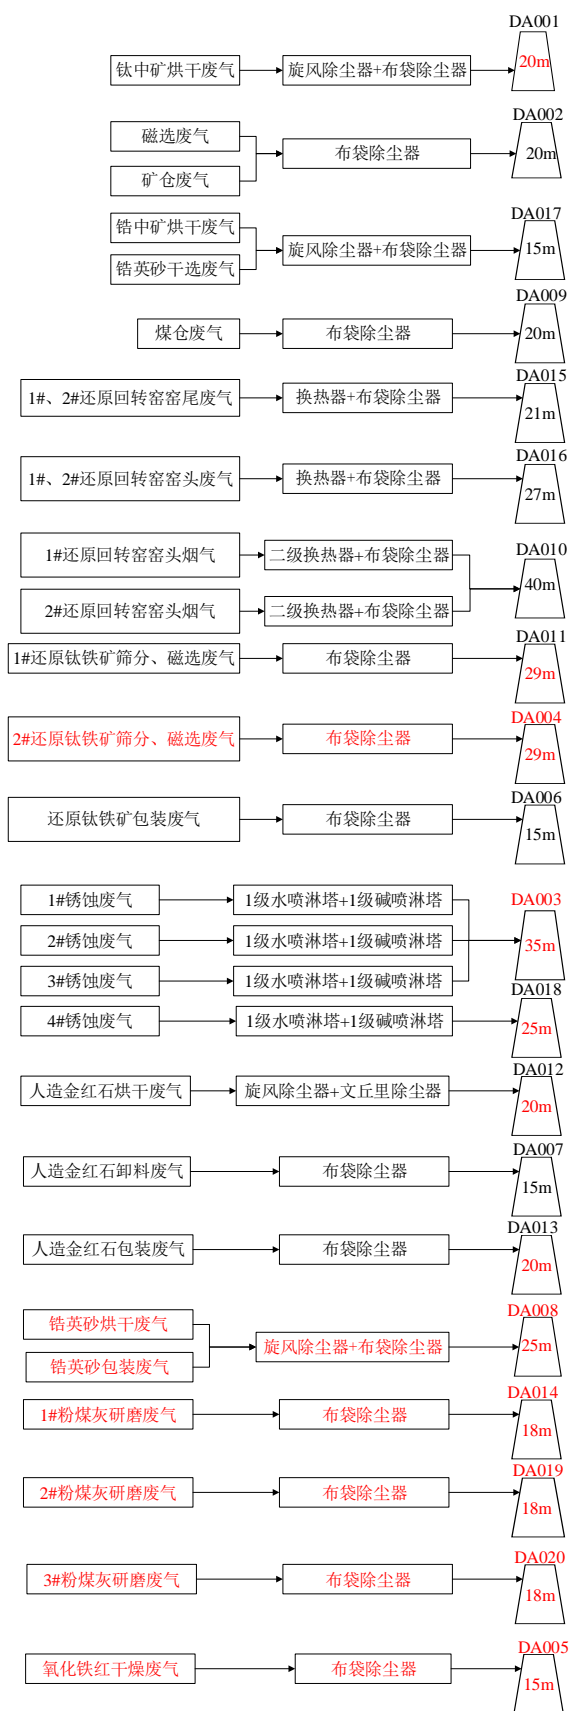 DA001
钛中矿烘干废气
旋风除尘器+布袋除尘器
20m
DA002
磁选废气
矿仓废气
布袋除尘器
20m
DA017
锆中矿烘干废气
锆英砂干选废气
旋风除尘器+布袋除尘器
15m
DA009
煤仓废气
布袋除尘器
20m
DA015
1#、2#还原回转窑窑尾废气
换热器+布袋除尘器
21m
DA016
1#、2#还原回转窑窑头废气
换热器+布袋除尘器
27m
DA010
1#还原回转窑窑头烟气
二级换热器+布袋除尘器
2#还原回转窑窑头烟气
二级换热器+布袋除尘器
40m
DA011
1#还原钛铁矿筛分、磁选废气
布袋除尘器
29m
DA004
2#还原钛铁矿筛分、磁选废气
布袋除尘器
29m
DA006
还原钛铁矿包装废气
布袋除尘器
15m
DA003
1#锈蚀废气
1级水喷淋塔+1级碱喷淋塔
2#锈蚀废气
1级水喷淋塔+1级碱喷淋塔
35m
3#锈蚀废气
1级水喷淋塔+1级碱喷淋塔
DA018
4#锈蚀废气
1级水喷淋塔+1级碱喷淋塔
25m
DA012
人造金红石烘干废气
旋风除尘器+文丘里除尘器
20m
DA007
人造金红石卸料废气
布袋除尘器
15m
DA013
人造金红石包装废气
布袋除尘器
20m
DA008
锆英砂烘干废气
锆英砂包装废气
旋风除尘器+布袋除尘器
25m
DA014
1#粉煤灰研磨废气
布袋除尘器
18m
DA019
2#粉煤灰研磨废气
布袋除尘器
18m
DA020
3#粉煤灰研磨废气
布袋除尘器
18m
DA005
氧化铁红干燥废气
布袋除尘器
15m